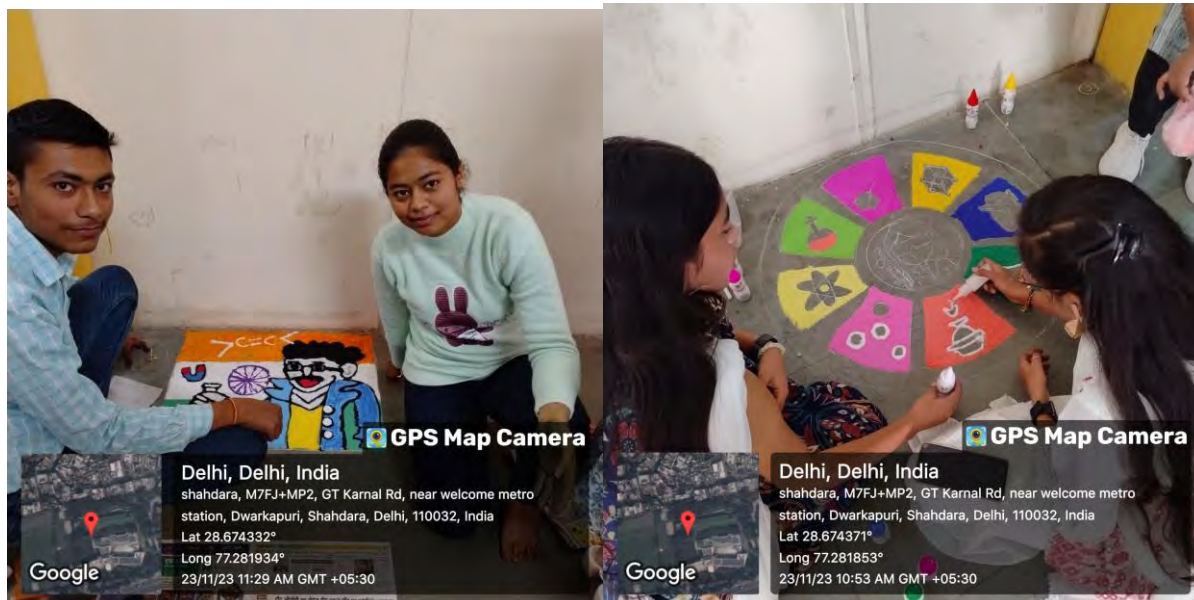 >C=C<
GPS Map Camera
Delhi, Delhi, India
shahdara, M7FJ+MP2, GT Karnal Rd, near welcome metro
station, Dwarkapuri, Shahdara, Delhi, 110032, India
Lat 28.674332°
Long 77.281934°
23/11/23 11:29 AM GMT +05:30
Google
GPS Map Camera
Delhi, Delhi, India
shahdara, M7FJ+MP2, GT Karnal Rd, near welcome metro
station, Dwarkapuri, Shahdara, Delhi, 110032, India
Lat 28.674371°
Long 77.281853°
23/11/23 10:53 AM GMT +05:30
Google